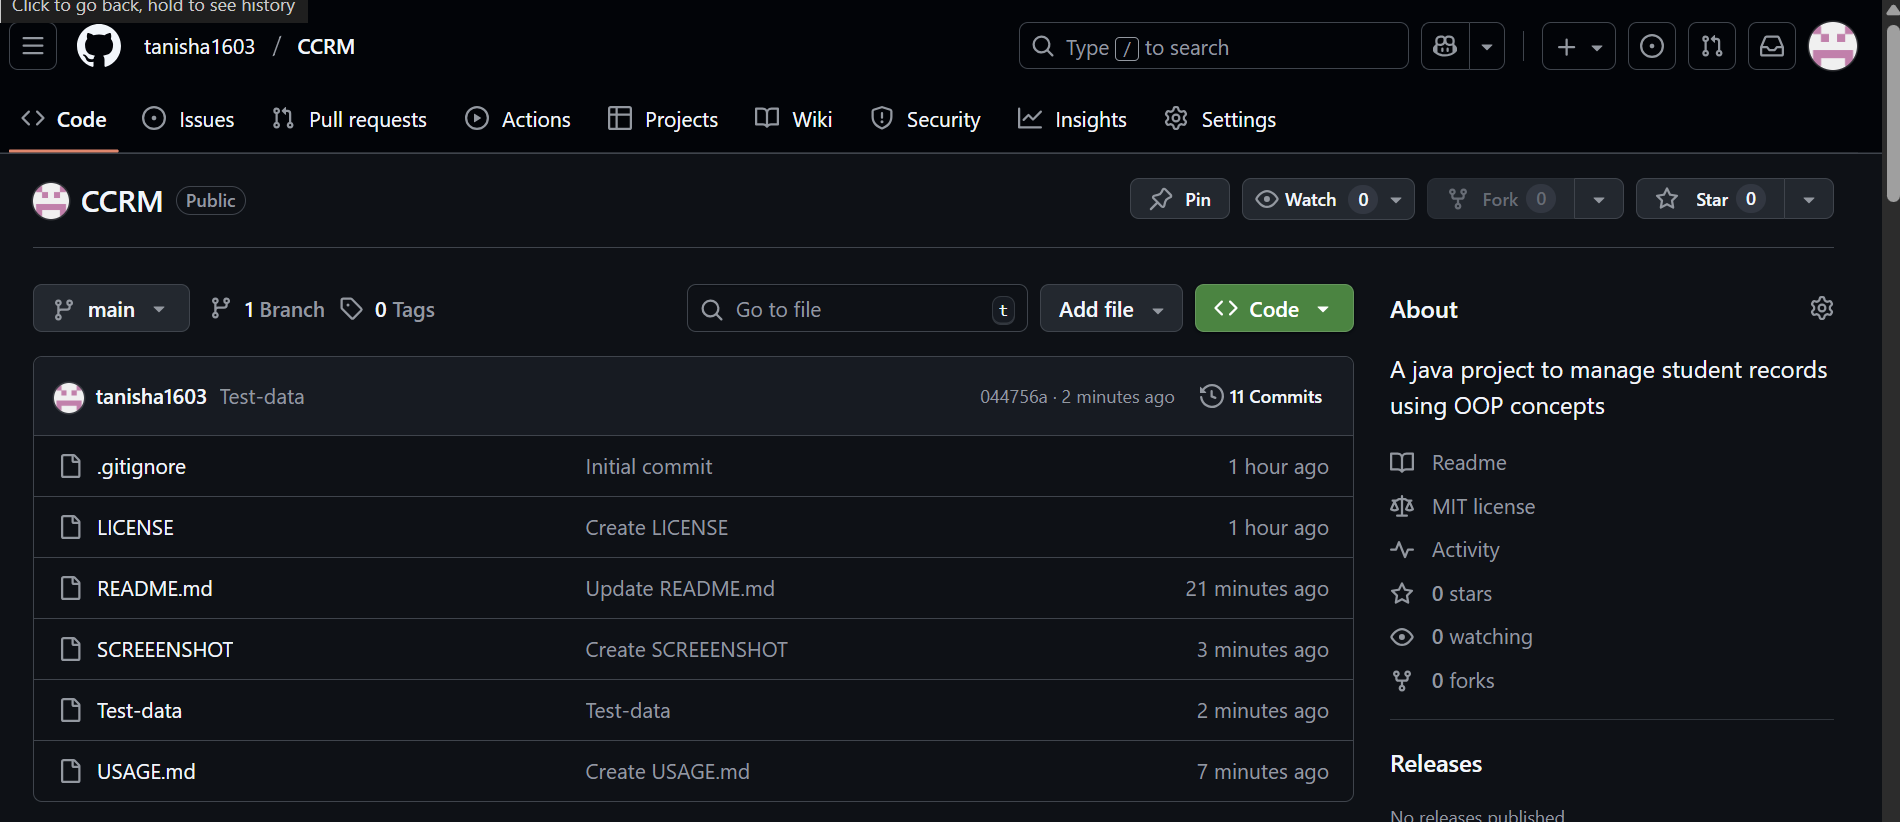 Click to go back, hold to see history
tanisha1603 / CCRM
Type / to search
Code Issues Pull requests Actions Projects Wiki Security Insights Settings
CCRM Public
Pin Watch 0 Fork 0 Star 0
main 1 Branch 0 Tags Go to file t Add file Code
tanisha1603 Test-data 044756a · 2 minutes ago 11 Commits
.gitignore Initial commit 1 hour ago
LICENSE Create LICENSE 1 hour ago
README.md Update README.md 21 minutes ago
SCREEENSHOT Create SCREEENSHOT 3 minutes ago
Test-data Test-data 2 minutes ago
USAGE.md Create USAGE.md 7 minutes ago
About
A java project to manage student records
using OOP concepts
Readme
MIT license
Activity
0 stars
0 watching
0 forks
Releases
No releases published